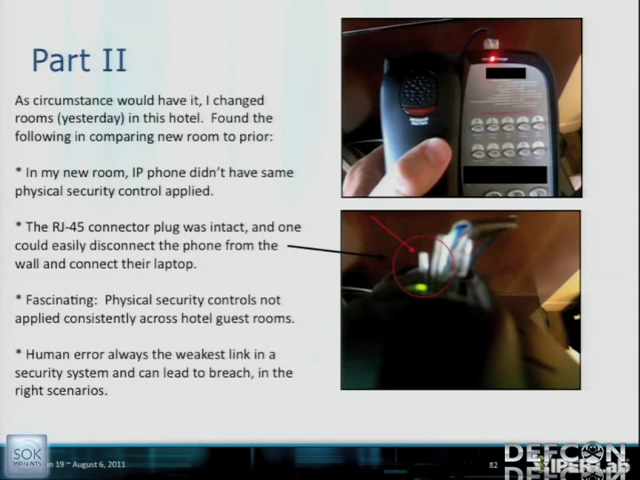 Part II
As circumstance would have it, I changed
rooms (yesterday) in this hotel. Found the
following in comparing new room to prior:
* In my new room, IP phone didn't have same
physical security control applied.
* The RJ-45 connector plug was intact, and one
could easily disconnect the phone from the
wall and connect their laptop.
* Fascinating: Physical security controls not
applied consistently across hotel guest rooms.
* Human error always the weakest link in a
security system and can lead to breach, in the
right scenarios.
SOK
PRESENTS
19 ~ August 6, 2011
82
DEFCON
VIPER Lab